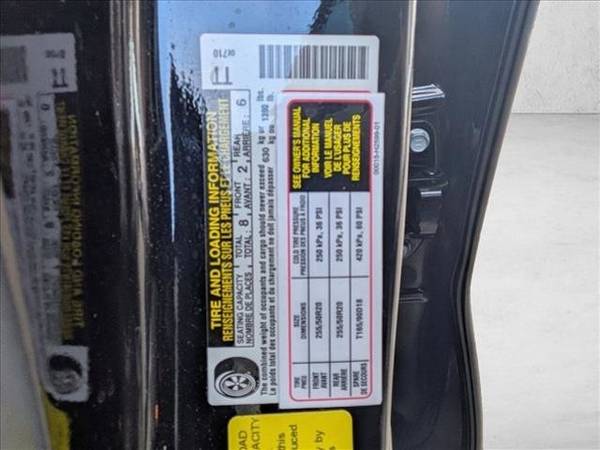 TIRE AND LOADING INFORMATION
RENSEIGNEMENTS SUR LES PNEUS ET LE CHARGEMENT
SEATING CAPACITY TOTAL 8 FRONT 2 REAR 6
NOMBRE DE PLACES TOTAL: 8 AVANT: 2 ARRIÈRE: 6
The combined weight of occupants and cargo should never exceed 630 kg or 1390 lbs.
Le poids total des occupants et du chargement ne doit jamais dépasser 630 kg ou 1390 lb.
TIRE SIZE COLD TIRE PRESSURE
PNEU DIMENSIONS PRESSION DES PNEUS À FROID
FRONT 255/50R20 250 kPa, 36 PSI
AVANT
REAR 255/50R20 250 kPa, 36 PSI
ARRIÈRE
SPARE T165/90D18 420 kPa, 60 PSI
DE SECOURS
SEE OWNER'S MANUAL
FOR ADDITIONAL
INFORMATION
VOIR LE MANUEL
DE L'USAGER
POUR PLUS DE
RENSEIGNEMENTS
0E710
OAD
ACITY
uced
y by